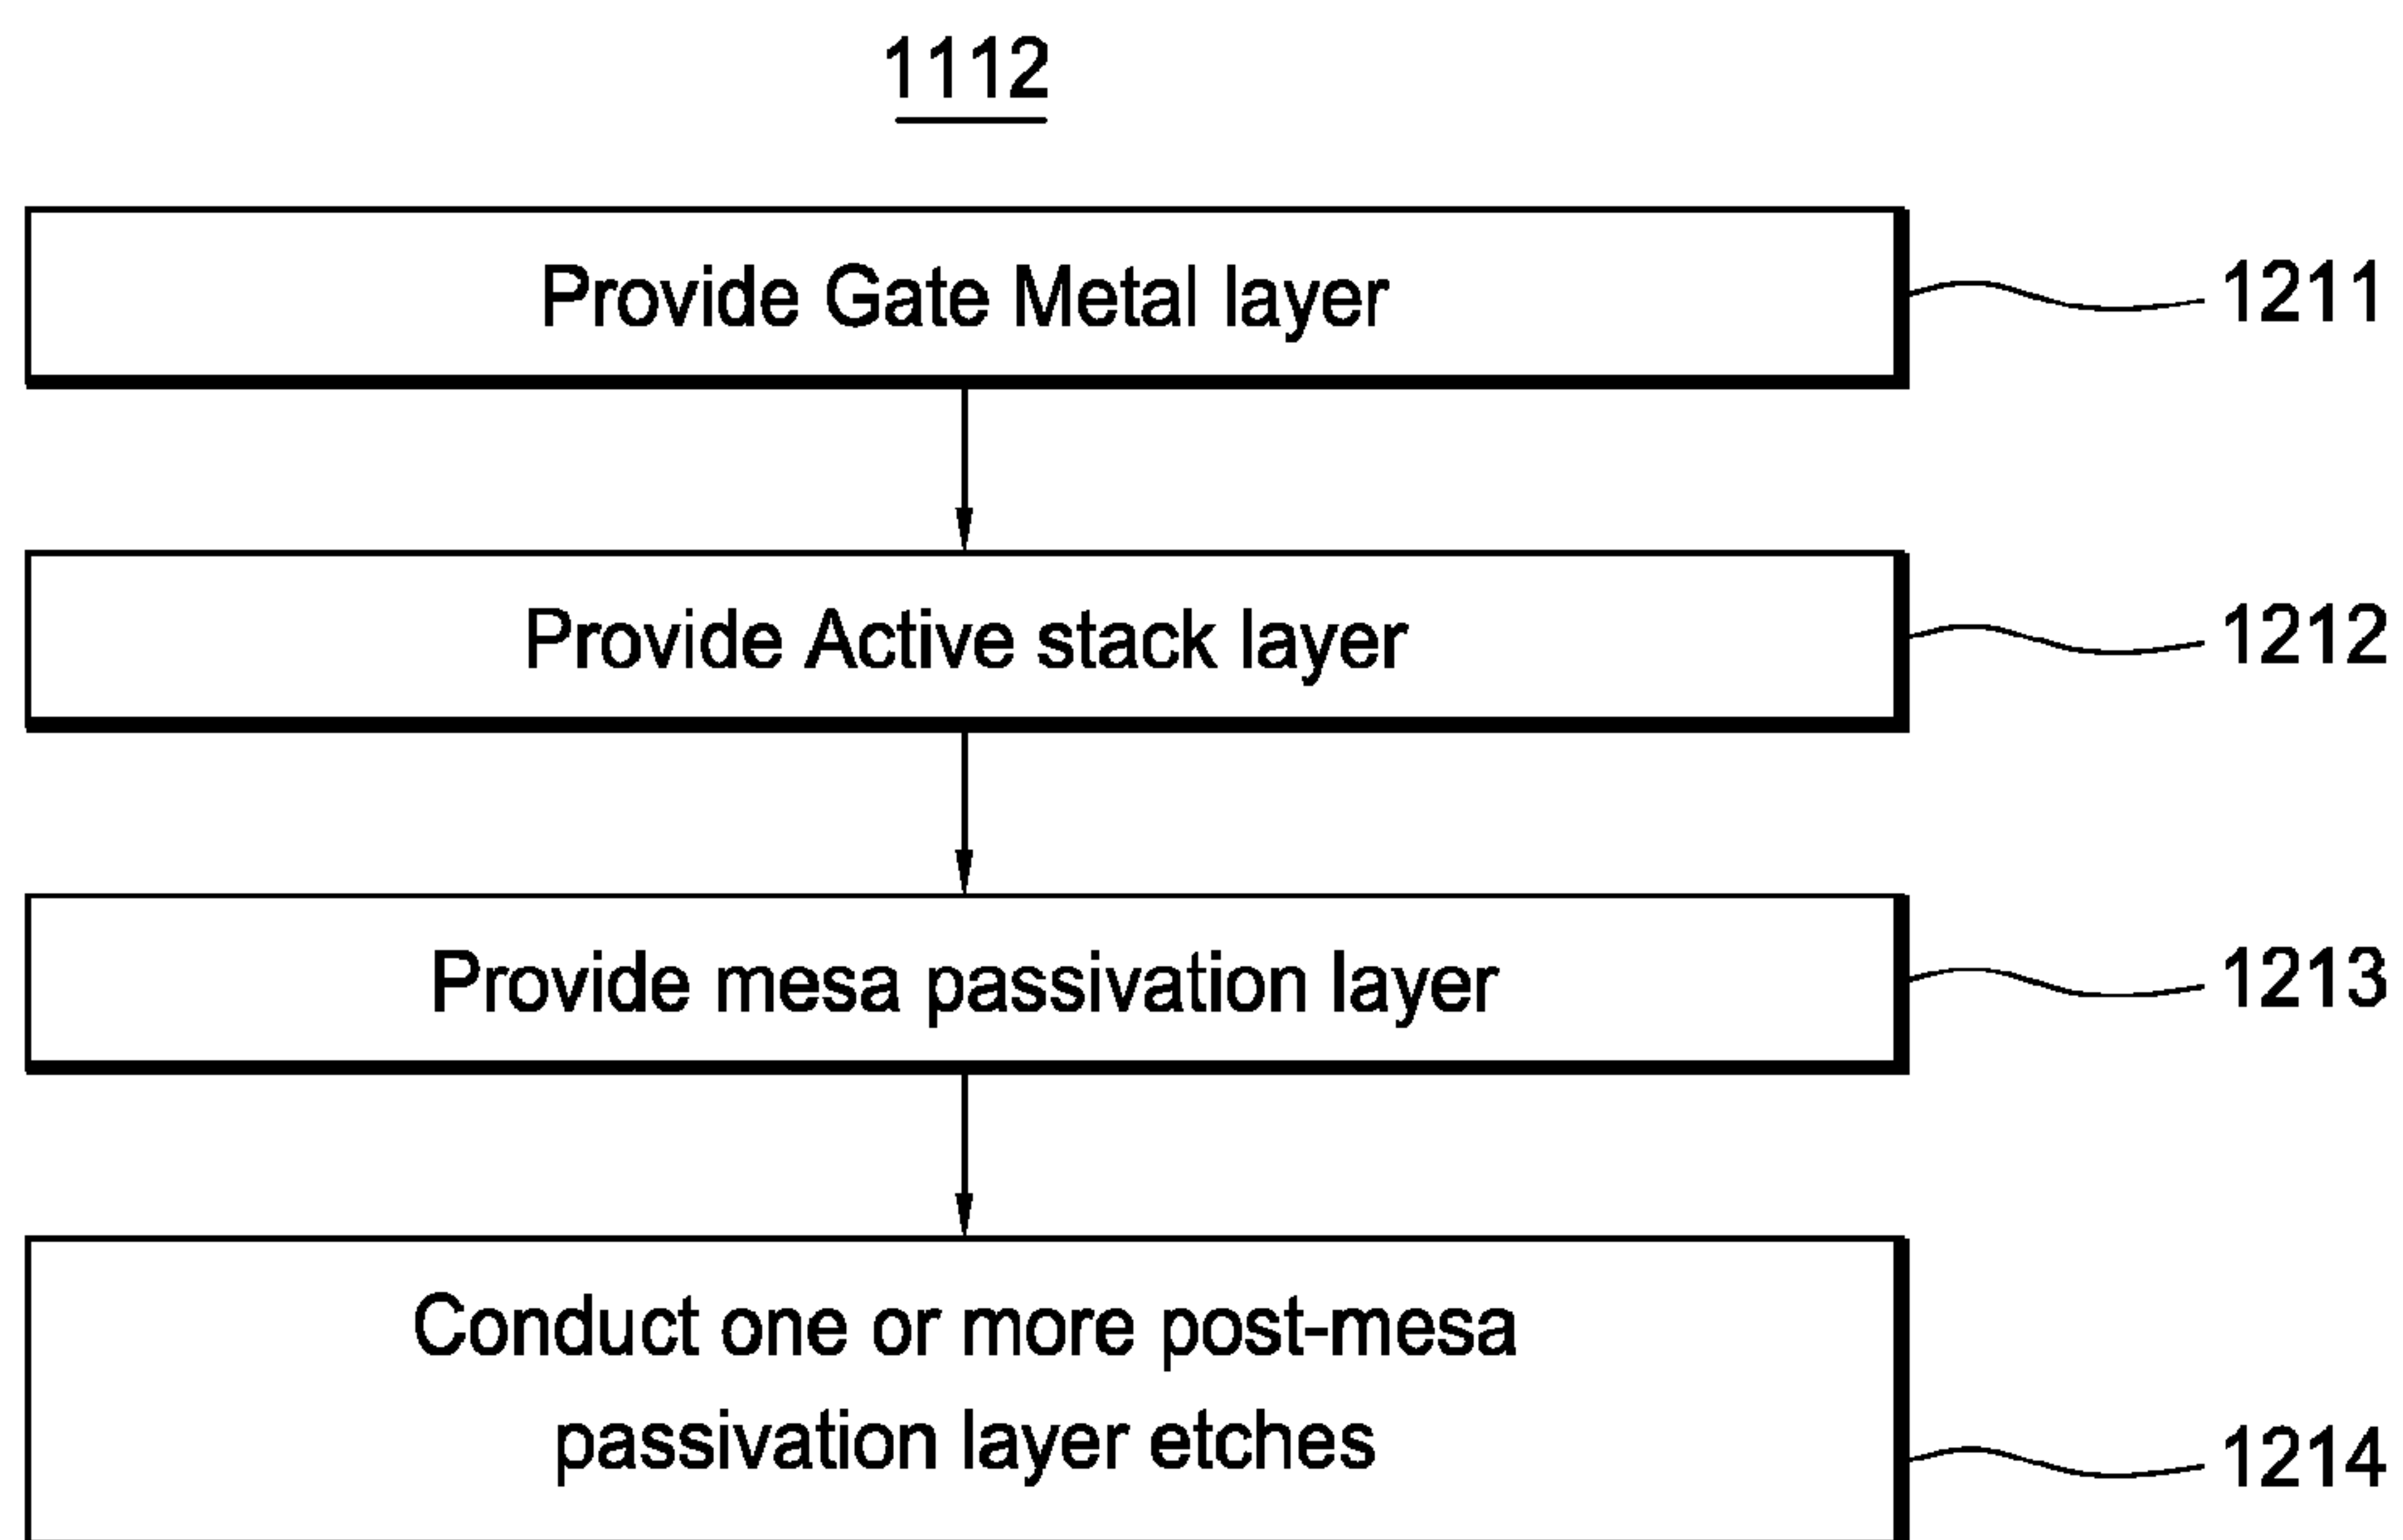 1112
Provide Gate Metal layer
1211
Provide Active stack layer
1212
Provide mesa passivation layer
1213
Conduct one or more post-mesa
passivation layer etches
1214